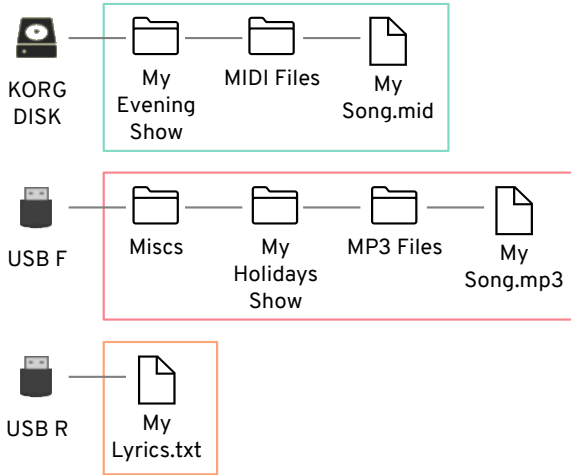 KORG
DISK
My
Evening
Show
MIDI Files
My
Song.mid
USB F
Miscs
My
Holidays
Show
MP3 Files
My
Song.mp3
USB R
My
Lyrics.txt